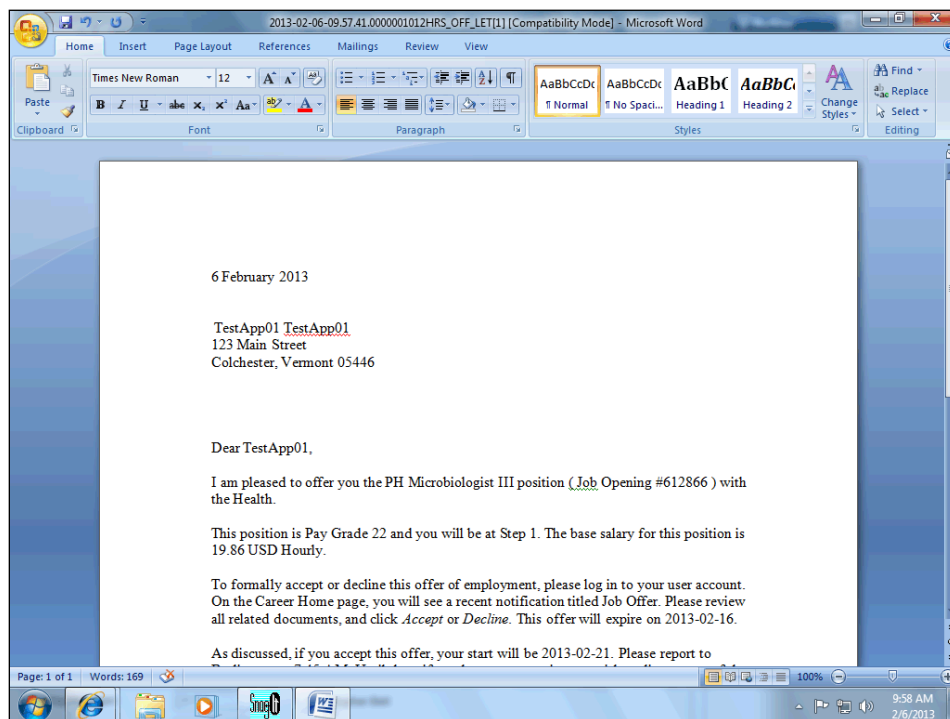 2013-02-06-09.57.41.0000001012HRS_OFF_LET[1] [Compatibility Mode] - Microsoft Word
Home Insert Page Layout References Mailings Review View
Times New Roman 12
Paste
B I U abc x₂ x² Aa A
AaBbCcDc AaBbCcDc AaBbC AaBbCc
¶ Normal ¶ No Spaci... Heading 1 Heading 2
Change Styles
Find
Replace
Select
Clipboard Font Paragraph Styles Editing
6 February 2013
TestApp01 TestApp01
123 Main Street
Colchester, Vermont 05446
Dear TestApp01,
I am pleased to offer you the PH Microbiologist III position ( Job Opening #612866 ) with
the Health.
This position is Pay Grade 22 and you will be at Step 1. The base salary for this position is
19.86 USD Hourly.
To formally accept or decline this offer of employment, please log in to your user account.
On the Career Home page, you will see a recent notification titled Job Offer. Please review
all related documents, and click Accept or Decline. This offer will expire on 2013-02-16.
As discussed, if you accept this offer, your start will be 2013-02-21. Please report to
Page: 1 of 1 Words: 169 100%
SnagIt
9:58 AM
2/6/2013